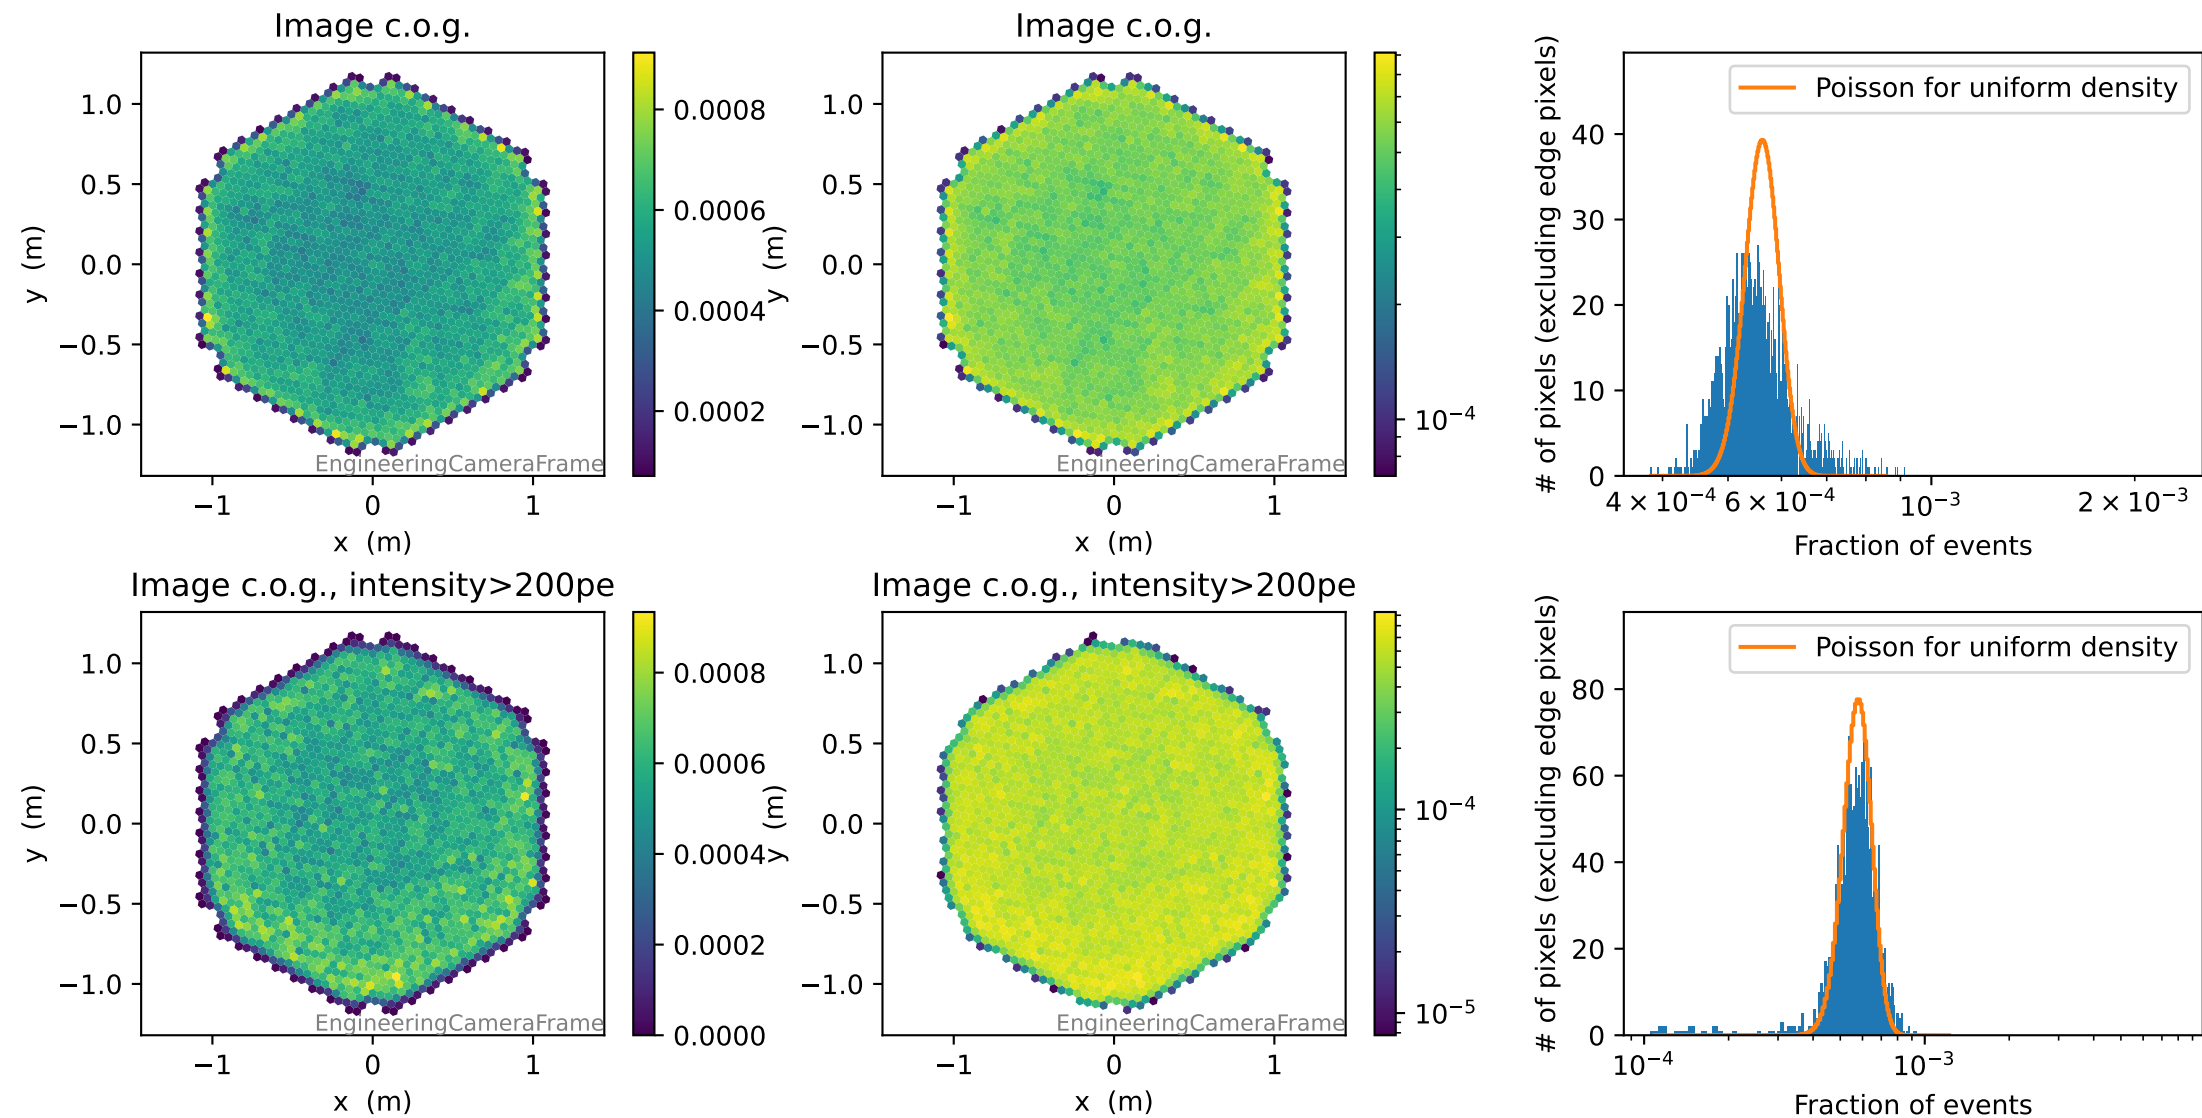 Image c.o.g.
1.0
0.5
0.0
−0.5
−1.0
y (m)
−1
0
1
x (m)
EngineeringCameraFrame
0.0008
0.0006
0.0004
0.0002
Image c.o.g.
1.0
0.5
0.0
−0.5
−1.0
y (m)
−1
0
1
x (m)
EngineeringCameraFrame
10⁻⁴
Poisson for uniform density
# of pixels (excluding edge pixels)
40
30
20
10
0
4 × 10⁻⁴
6 × 10⁻⁴
10⁻³
2 × 10⁻³
Fraction of events
Image c.o.g., intensity>200pe
1.0
0.5
0.0
−0.5
−1.0
y (m)
−1
0
1
x (m)
EngineeringCameraFrame
0.0008
0.0006
0.0004
0.0002
0.0000
Image c.o.g., intensity>200pe
1.0
0.5
0.0
−0.5
−1.0
y (m)
−1
0
1
x (m)
EngineeringCameraFrame
10⁻⁴
10⁻⁵
Poisson for uniform density
# of pixels (excluding edge pixels)
80
60
40
20
0
10⁻⁴
10⁻³
Fraction of events